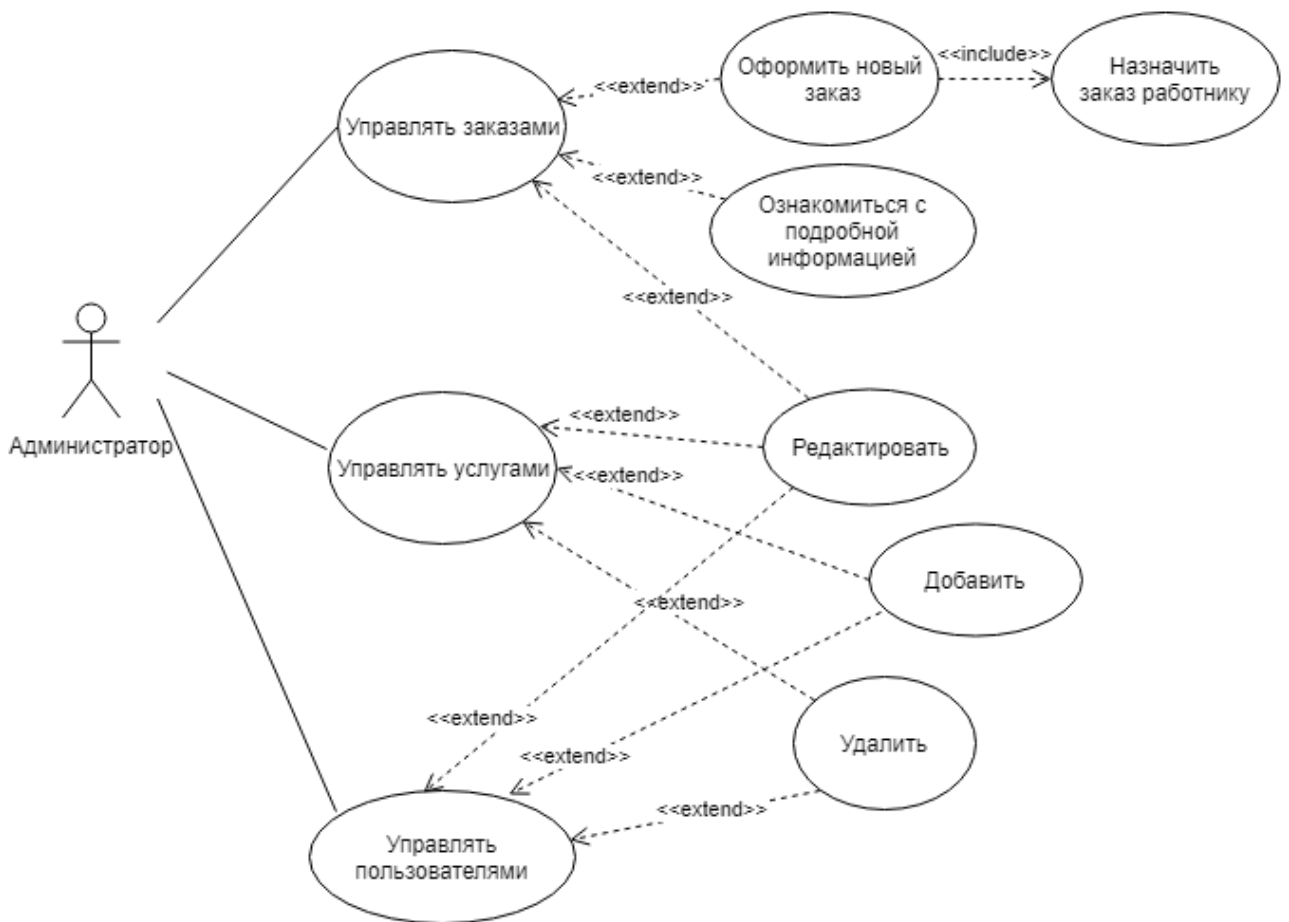 Оформить новый
заказ
<<include>>
Назначить
заказ работнику
<<extend>>
Управлять заказами
<<extend>>
Ознакомиться с
подробной
информацией
<<extend>>
Администратор
<<extend>>
Редактировать
Управлять услугами
<<extend>>
Добавить
<<extend>>
<<extend>>
Удалить
<<extend>>
<<extend>>
Управлять
пользователями